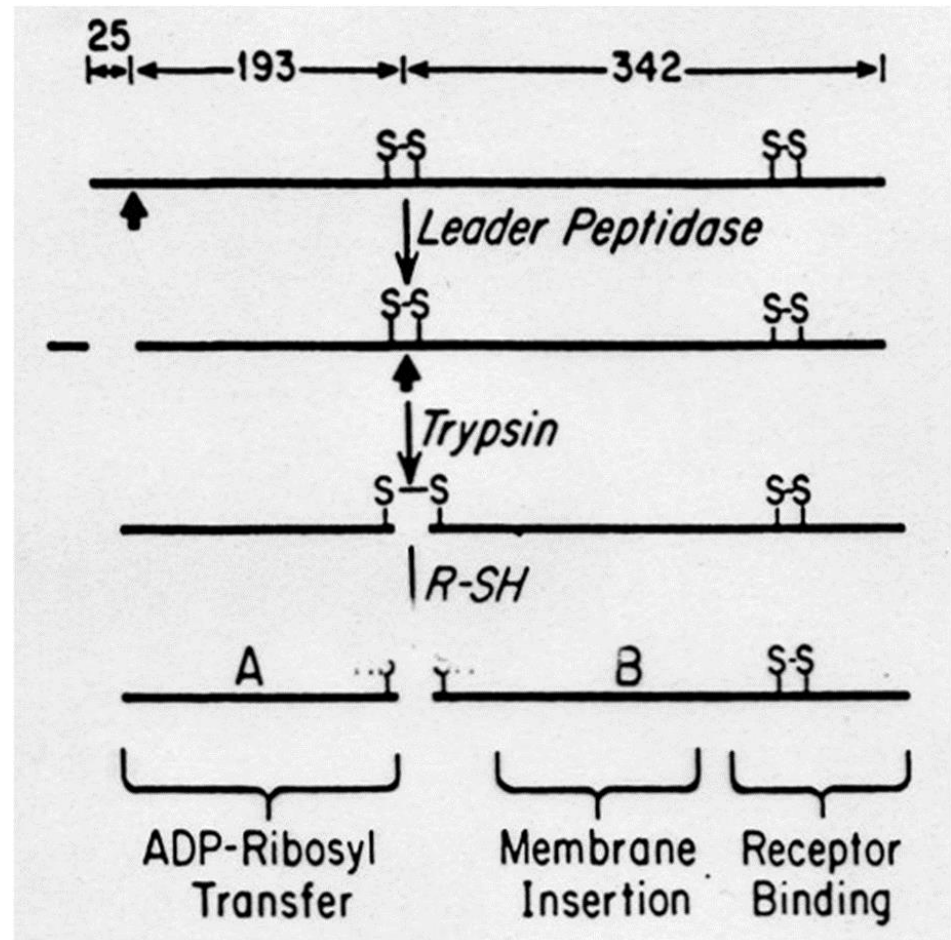 25
193 342
S-S S-S
Leader Peptidase
S-S S-S
Trypsin
S–S S-S
R-SH
A B S-S
ADP-Ribosyl
Transfer
Membrane
Insertion
Receptor
Binding